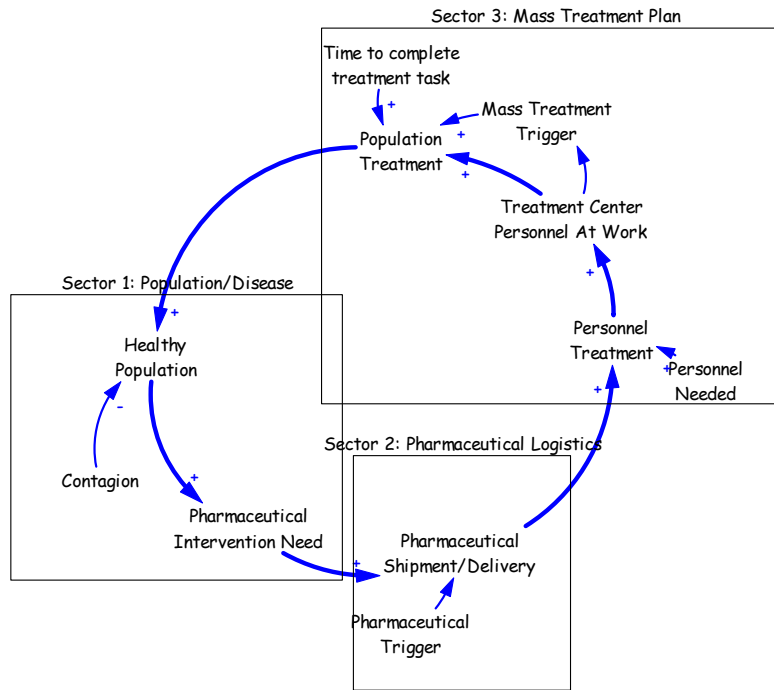 Sector 3: Mass Treatment Plan
Time to complete
treatment task
+
Mass Treatment
Trigger
+
Population
Treatment
+
Treatment Center
Personnel At Work
+
Sector 1: Population/Disease
+
Healthy
Population
Personnel
Treatment
+
Personnel
Needed
+
-
Contagion
Sector 2: Pharmaceutical Logistics
+
Pharmaceutical
Intervention Need
+
Pharmaceutical
Shipment/Delivery
Pharmaceutical
Trigger